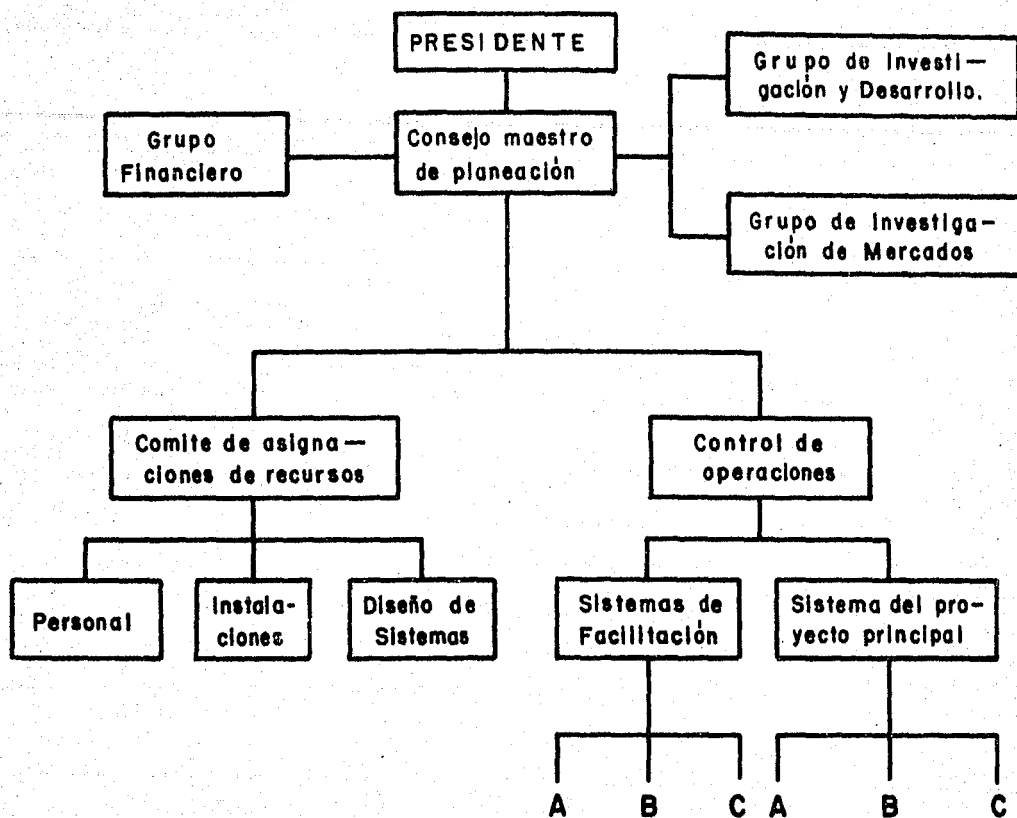 PRESIDENTE
Grupo de Investi—
gación y Desarrollo.
Grupo
Financiero
Consejo maestro
de planeación
Grupo de Investiga—
ción de Mercados
Comite de asigna—
ciones de recursos
Control de
operaciones
Personal
Instala-
ciones
Diseño de
Sistemas
Sistemas de
Facilitación
Sistema del pro-
yecto principal
A B C A B C